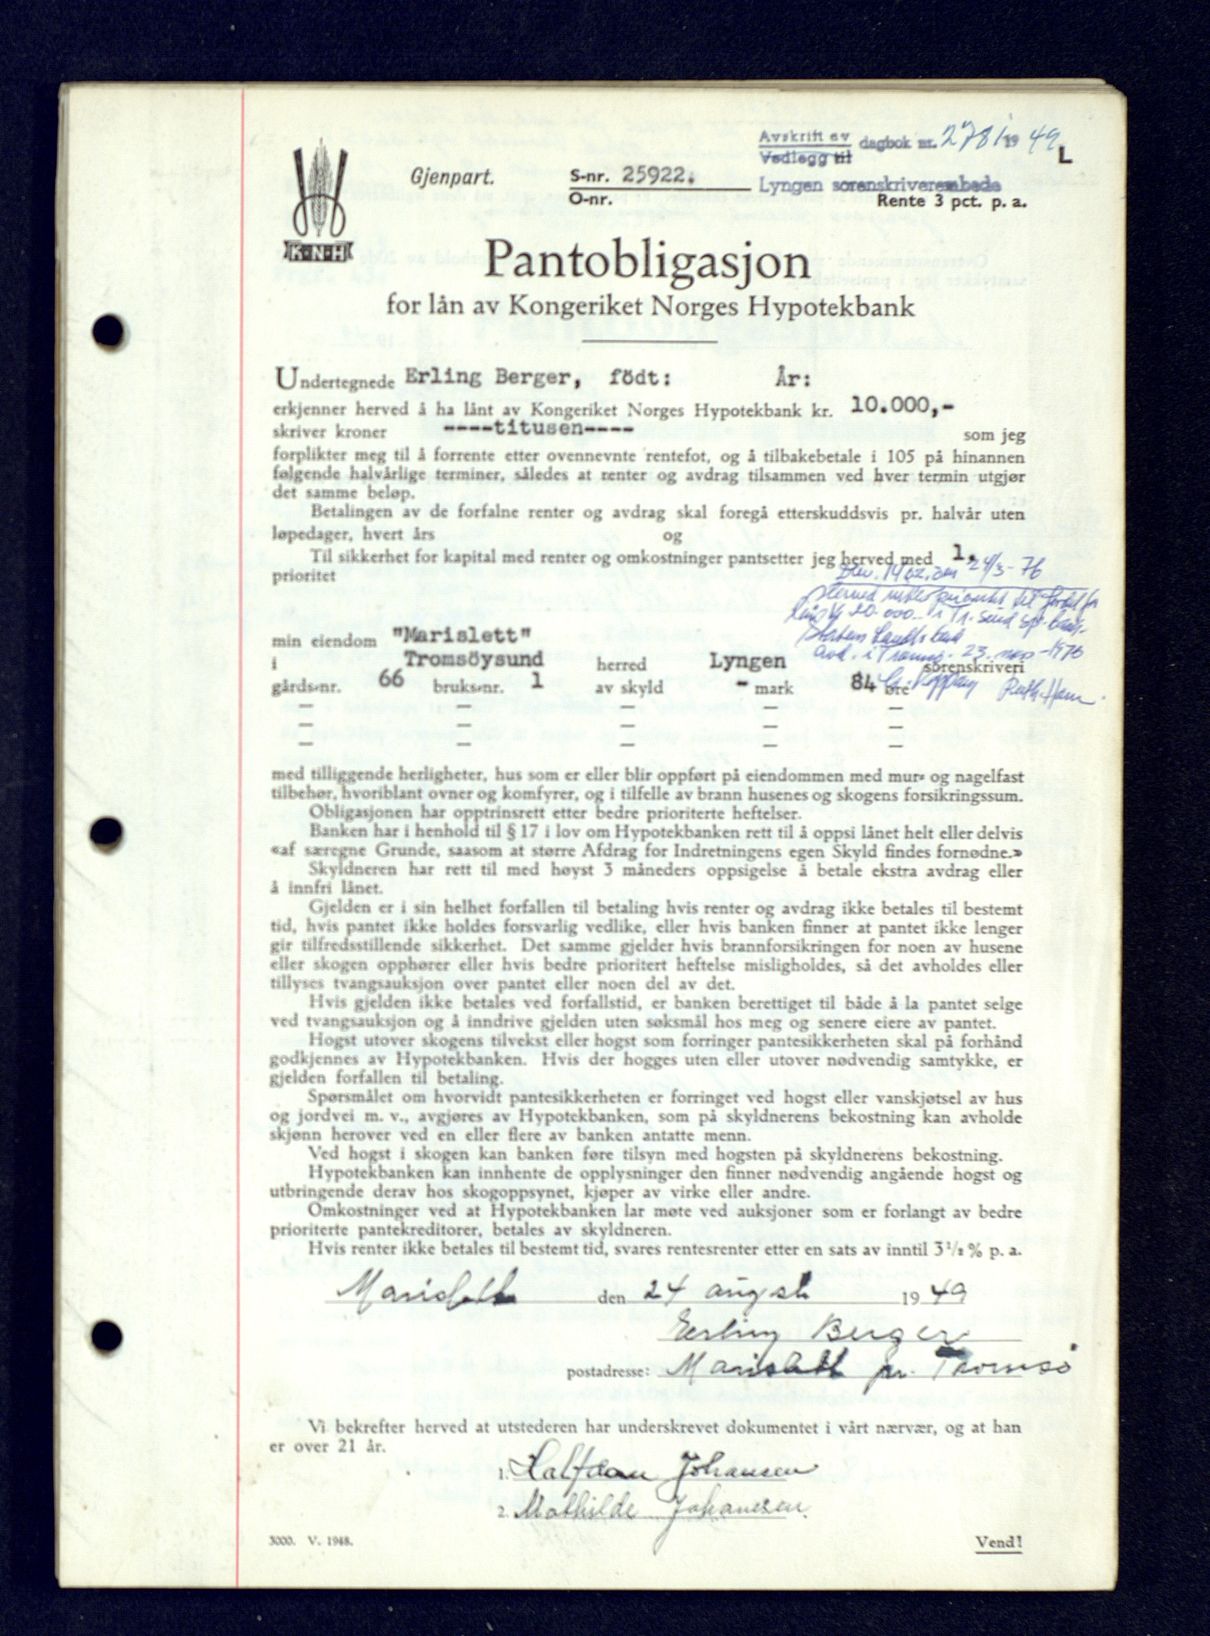 Avskrift av
Vedlegg til dagbok nr. 2781 19 49
L
Gjenpart.
S-nr. 25922.
O-nr.
Lyngen sorenskriverembede
Rente 3 pct. p. a.
K·N·H
Pantobligasjon
for lån av Kongeriket Norges Hypotekbank
Undertegnede Erling Berger, födt: År:
erkjenner herved å ha lånt av Kongeriket Norges Hypotekbank kr. 10.000,-
skriver kroner ----titusen---- som jeg
forplikter meg til å forrente etter ovennevnte rentefot, og å tilbakebetale i 105 på hinannen
følgende halvårlige terminer, således at renter og avdrag tilsammen ved hver termin utgjør
det samme beløp.
Betalingen av de forfalne renter og avdrag skal foregå etterskuddsvis pr. halvår uten
løpedager, hvert års og
Til sikkerhet for kapital med renter og omkostninger pantsetter jeg herved med 1.
prioritet
24/3-76
20.000
avd. i Tromsø. 23. nov - 1976
min eiendom "Marislett"
i Tromsöysund herred Lyngen sorenskriveri
gårds-nr. 66 bruks-nr. 1 av skyld - mark 84 øre
— — — — —
— — — — —
— — — — —
med tilliggende herligheter, hus som er eller blir oppført på eiendommen med mur- og nagelfast
tilbehør, hvoriblant ovner og komfyrer, og i tilfelle av brann husenes og skogens forsikringssum.
Obligasjonen har opptrinsrett etter bedre prioriterte heftelser.
Banken har i henhold til § 17 i lov om Hypotekbanken rett til å oppsi lånet helt eller delvis
«af særegne Grunde, saasom at større Afdrag for Indretningens egen Skyld findes fornødne.»
Skyldneren har rett til med høyst 3 måneders oppsigelse å betale ekstra avdrag eller
å innfri lånet.
Gjelden er i sin helhet forfallen til betaling hvis renter og avdrag ikke betales til bestemt
tid, hvis pantet ikke holdes forsvarlig vedlike, eller hvis banken finner at pantet ikke lenger
gir tilfredsstillende sikkerhet. Det samme gjelder hvis brannforsikringen for noen av husene
eller skogen opphører eller hvis bedre prioritert heftelse misligholdes, så det avholdes eller
tillyses tvangsauksjon over pantet eller noen del av det.
Hvis gjelden ikke betales ved forfallstid, er banken berettiget til både å la pantet selge
ved tvangsauksjon og å inndrive gjelden uten søksmål hos meg og senere eiere av pantet.
Hogst utover skogens tilvekst eller hogst som forringer pantesikkerheten skal på forhånd
godkjennes av Hypotekbanken. Hvis der hogges uten eller utover nødvendig samtykke, er
gjelden forfallen til betaling.
Spørsmålet om hvorvidt pantesikkerheten er forringet ved hogst eller vanskjøtsel av hus
og jordvei m. v., avgjøres av Hypotekbanken, som på skyldnerens bekostning kan avholde
skjønn herover ved en eller flere av banken antatte menn.
Ved hogst i skogen kan banken føre tilsyn med hogsten på skyldnerens bekostning.
Hypotekbanken kan innhente de opplysninger den finner nødvendig angående hogst og
utbringende derav hos skogoppsynet, kjøper av virke eller andre.
Omkostninger ved at Hypotekbanken lar møte ved auksjoner som er forlangt av bedre
prioriterte pantekreditorer, betales av skyldneren.
Hvis renter ikke betales til bestemt tid, svares rentesrenter etter en sats av inntil 3 1/2 % p. a.
Marislett den 24 august 19 49
Erling Berger
postadresse: Marislett pr. Tromsö
Vi bekrefter herved at utstederen har underskrevet dokumentet i vårt nærvær, og at han
er over 21 år.
1. Halfdan Johansen
2. Mathilde Johansen
3000. V. 1948.
Vend!